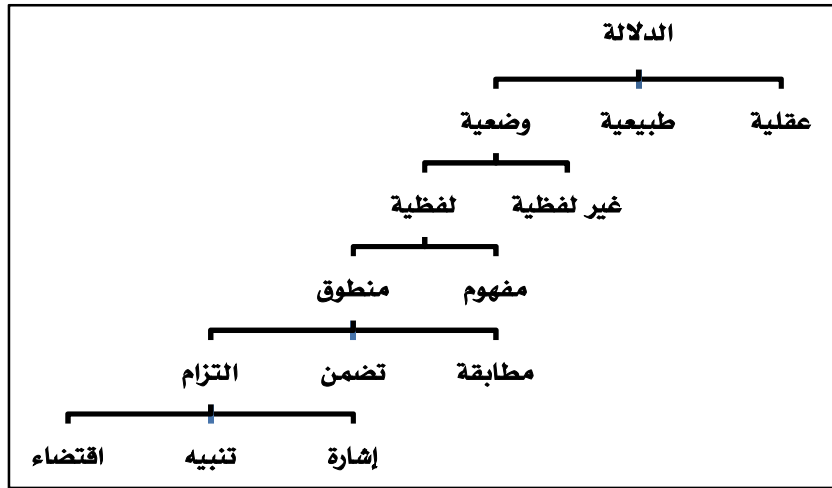 الدلالة
عقلية طبيعية وضعية
غير لفظية لفظية
مفهوم منطوق
مطابقة تضمن التزام
إشارة تنبيه اقتضاء